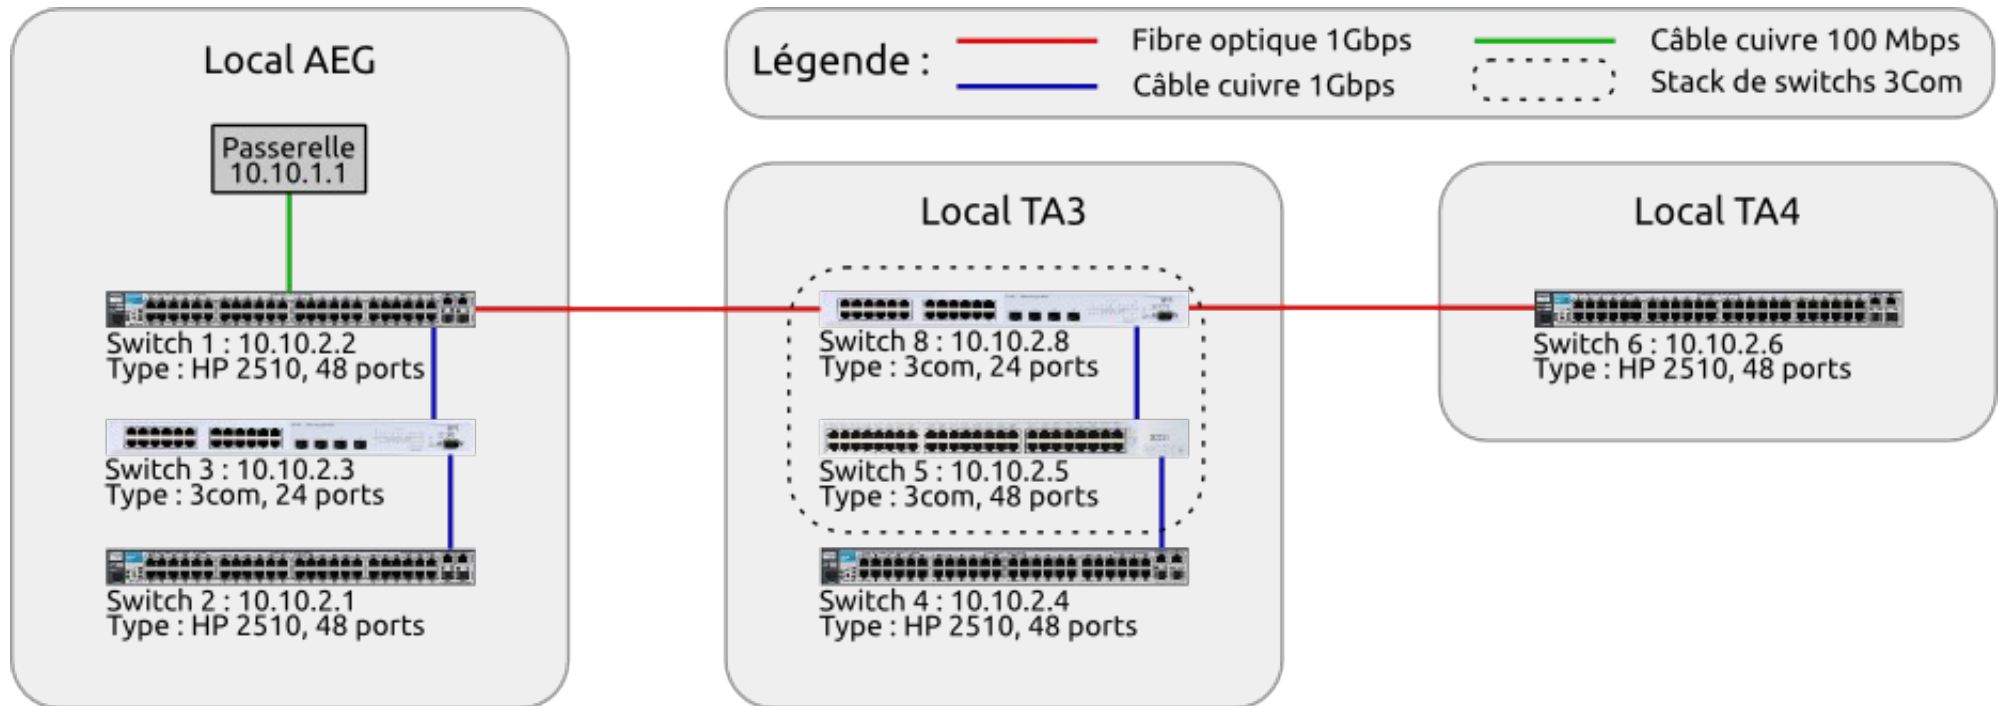 Local AEG
Passerelle
10.10.1.1
Switch 1 : 10.10.2.2
Type : HP 2510, 48 ports
Switch 3 : 10.10.2.3
Type : 3com, 24 ports
Switch 2 : 10.10.2.1
Type : HP 2510, 48 ports
Légende :
Fibre optique 1Gbps
Câble cuivre 1Gbps
Câble cuivre 100 Mbps
Stack de switchs 3Com
Local TA3
Switch 8 : 10.10.2.8
Type : 3com, 24 ports
Switch 5 : 10.10.2.5
Type : 3com, 48 ports
Switch 4 : 10.10.2.4
Type : HP 2510, 48 ports
Local TA4
Switch 6 : 10.10.2.6
Type : HP 2510, 48 ports